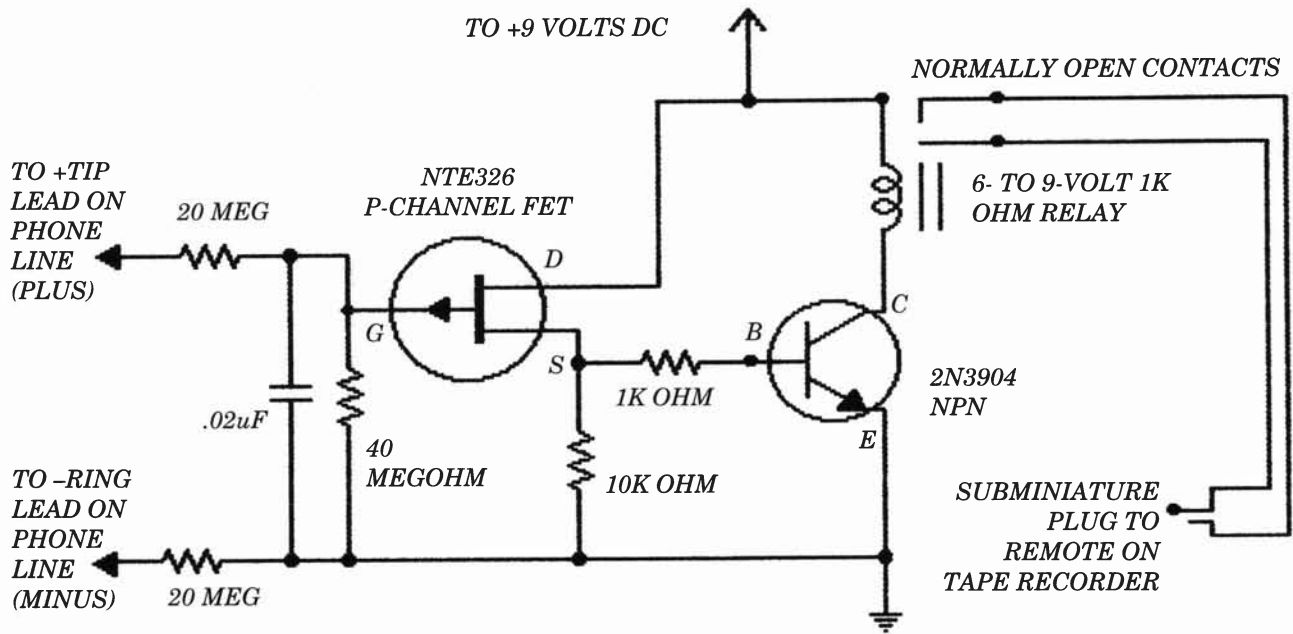 TO +9 VOLTS DC
NORMALLY OPEN CONTACTS
TO +TIP
LEAD ON
PHONE
LINE
(PLUS)
20 MEG
NTE326
P-CHANNEL FET
D
G
S
6- TO 9-VOLT 1K
OHM RELAY
C
B
E
1K OHM
2N3904
NPN
.02uF
40
MEGOHM
10K OHM
TO –RING
LEAD ON
PHONE
LINE
(MINUS)
20 MEG
SUBMINIATURE
PLUG TO
REMOTE ON
TAPE RECORDER